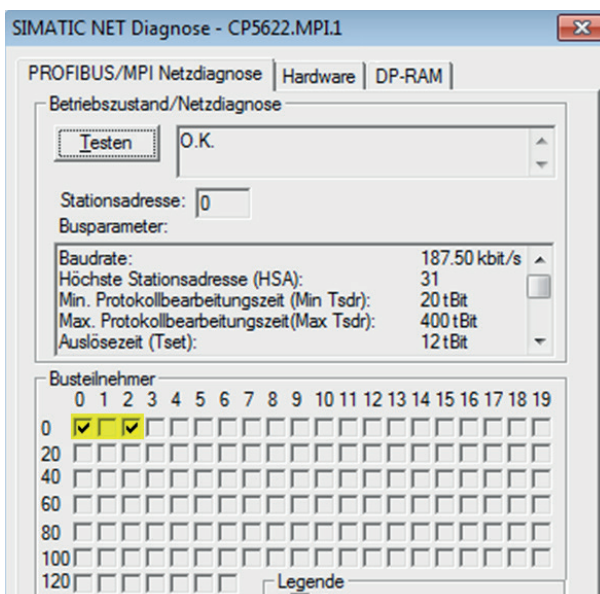 SIMATIC NET Diagnose - CP5622.MPI.1
PROFIBUS/MPI Netzdiagnose Hardware DP-RAM
Betriebszustand/Netzdiagnose
Testen O.K.
Stationsadresse: 0
Busparameter:
Baudrate: 187.50 kbit/s
Höchste Stationsadresse (HSA): 31
Min. Protokollbearbeitungszeit (Min Tsdr): 20 tBit
Max. Protokollbearbeitungszeit(Max Tsdr): 400 tBit
Auslösezeit (Tset): 12 tBit
Busteilnehmer
0 1 2 3 4 5 6 7 8 9 10 11 12 13 14 15 16 17 18 19
0
20
40
60
80
100
120
Legende